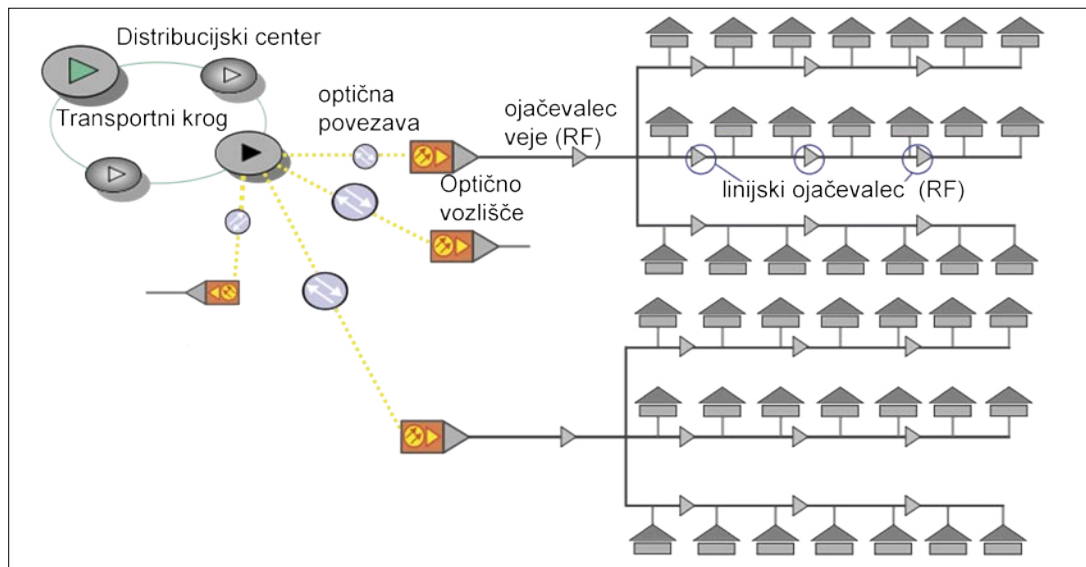 Distribucijski center
Transportni krog
optična
povezava
ojačevalec
veje (RF)
Optično
vozlišče
linijski ojačevalec (RF)